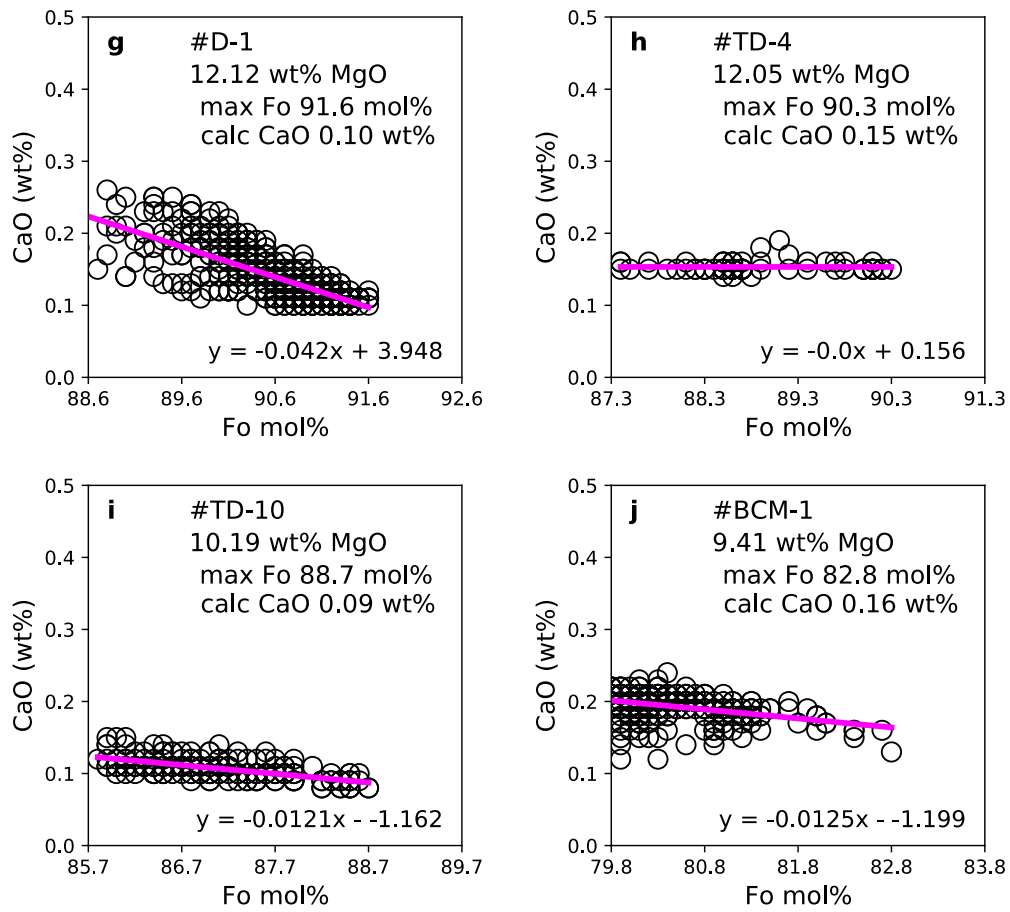 g #D-1
12.12 wt% MgO
max Fo 91.6 mol%
calc CaO 0.10 wt%
CaO (wt%)
0.5
0.4
0.3
0.2
0.1
0.0
y = -0.042x + 3.948
88.6 89.6 90.6 91.6 92.6
Fo mol%
h #TD-4
12.05 wt% MgO
max Fo 90.3 mol%
calc CaO 0.15 wt%
CaO (wt%)
0.5
0.4
0.3
0.2
0.1
0.0
y = -0.0x + 0.156
87.3 88.3 89.3 90.3 91.3
Fo mol%
i #TD-10
10.19 wt% MgO
max Fo 88.7 mol%
calc CaO 0.09 wt%
CaO (wt%)
0.5
0.4
0.3
0.2
0.1
0.0
y = -0.0121x - -1.162
85.7 86.7 87.7 88.7 89.7
Fo mol%
j #BCM-1
9.41 wt% MgO
max Fo 82.8 mol%
calc CaO 0.16 wt%
CaO (wt%)
0.5
0.4
0.3
0.2
0.1
0.0
y = -0.0125x - -1.199
79.8 80.8 81.8 82.8 83.8
Fo mol%